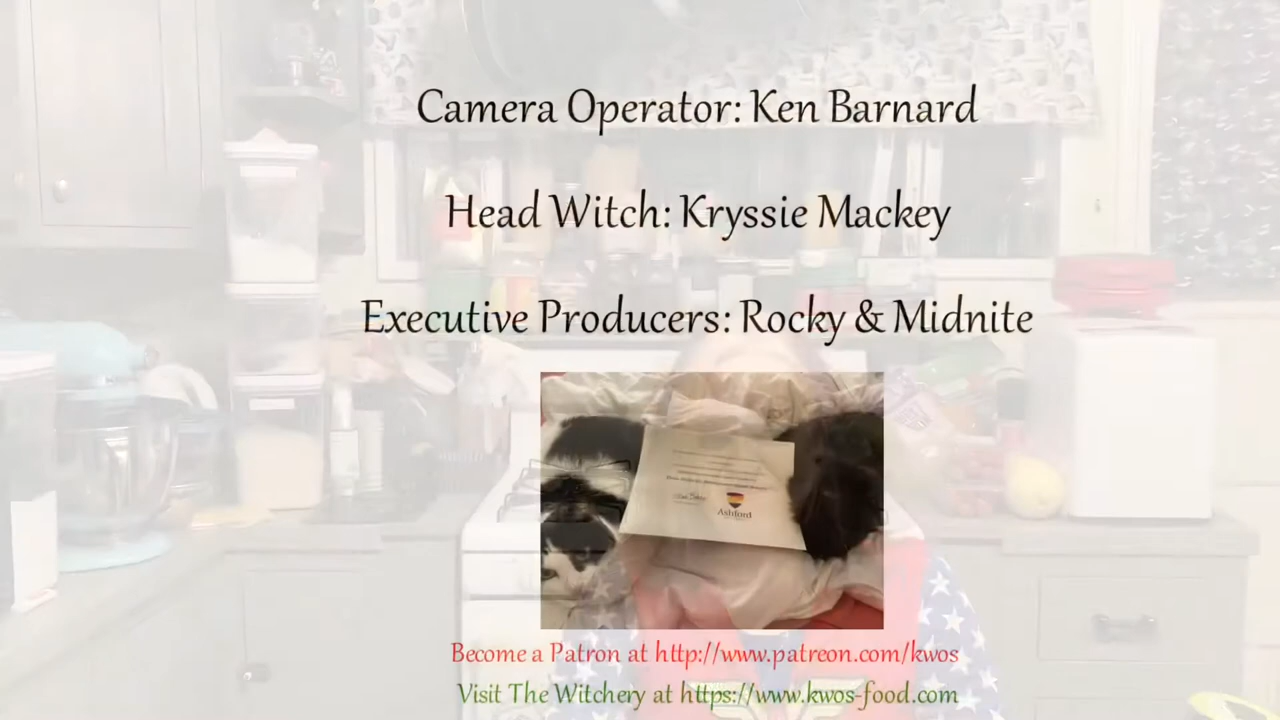 Camera Operator: Ken Barnard
Head Witch: Kryssie Mackey
Executive Producers: Rocky & Midnite
Ashford
Become a Patron at http://www.patreon.com/kwos
Visit The Witchery at https://www.kwos-food.com